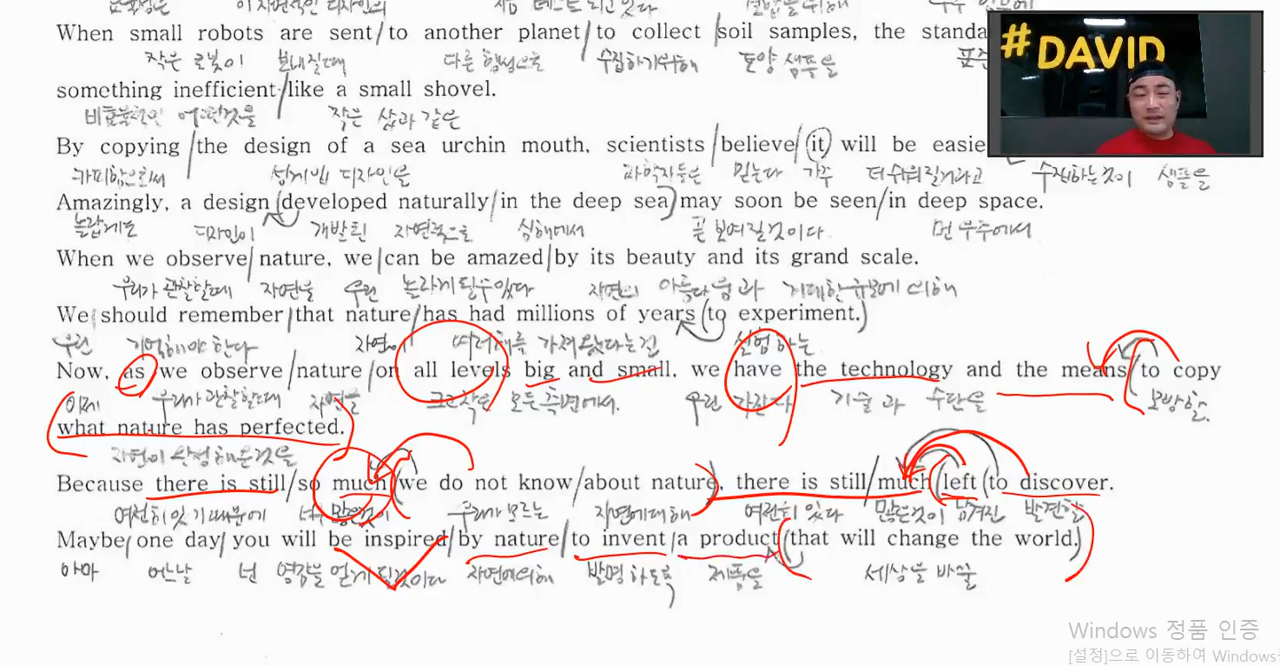 When small robots are sent/to another planet/to collect/soil samples, the standa
작은 로봇이 보내질때 다른 행성으로 수집하기위해 토양 샘플을 표준
#DAVID
something inefficient/like a small shovel.
비효율적인 어떤것을 작은 삽과 같은
By copying/the design of a sea urchin mouth, scientists/believe/it/will be easie
카피함으로써 성게입 디자인을 과학자들은 믿는다 가주 더 쉬워질거라고 수집하는것이 샘플을
Amazingly, a design (developed naturally/in the deep sea) may soon be seen/in deep space.
놀랍게도 디자인이 개발된 자연적으로 심해에서 곧 보여질것이다. 먼 우주에서
When we observe/nature, we/can be amazed/by its beauty and its grand scale.
우리가 관찰할때 자연을 우린 놀라게 될수있다 자연의 아름다움과 거대한 규모에 의해
We/should remember/that nature/has had millions of years (to experiment.)
우린 기억해야 한다 자연이 여러해를 가져왔다는걸 실험하는
Now, as we observe/nature/on all levels big and small, we have the technology and the means (to copy
이제 우리가 관찰할때 자연을 크고 작은 모든 측면에서. 우린 가진다 기술과 수단을 모방할.
what nature has perfected.
자연이 완성해온것을
Because there is still/so much (we do not know/about nature), there is still/much (left (to discover.
여전히 있기 때문에 많은것이 우리가 모르는 자연에대해 여전히 있다 많은것이 남겨진 발견할
Maybe/one day/you will be inspired/by nature/to invent/a product (that will change the world.)
아마 어느날 넌 영감을 얻게 될것이다 자연에의해 발명하도록 제품을 세상을 바꿀
Windows 정품 인증
[설정]으로 이동하여 Windows